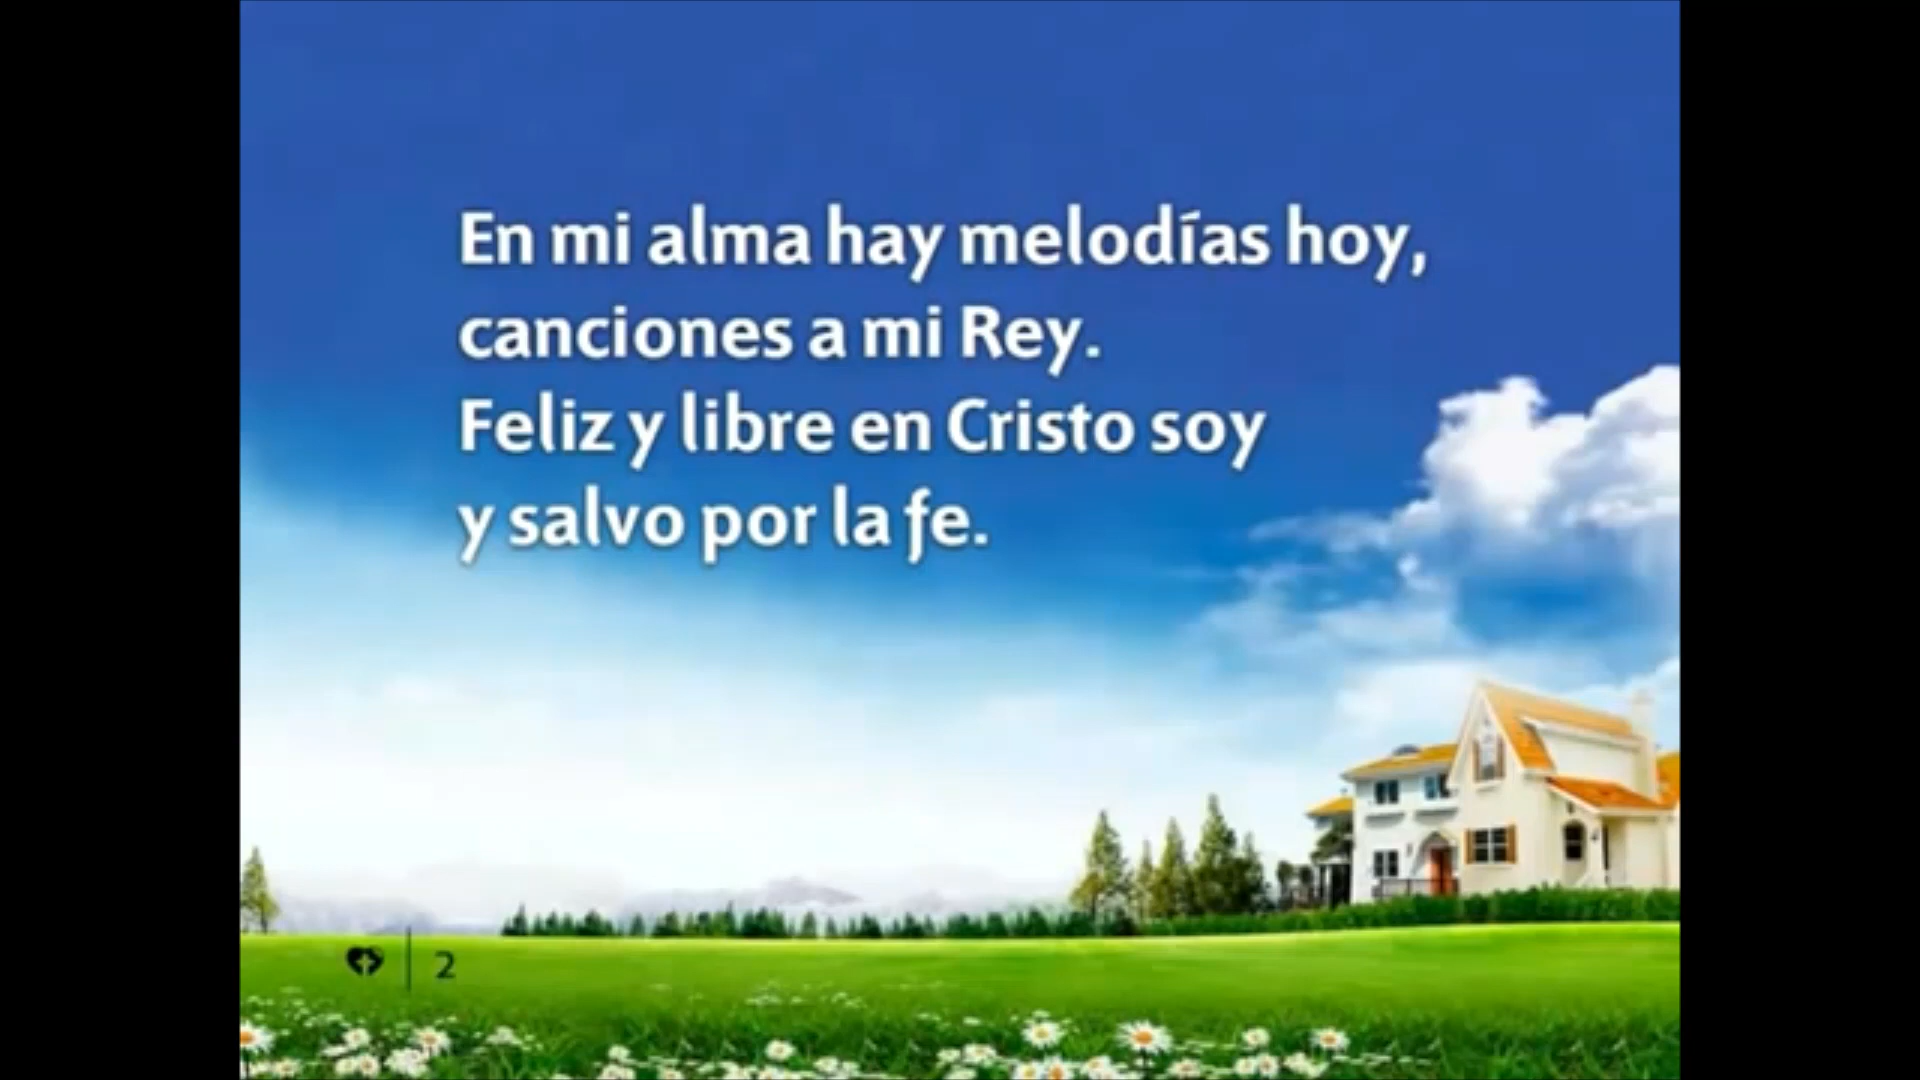 En mi alma hay melodías hoy,
canciones a mi Rey.
Feliz y libre en Cristo soy
y salvo por la fe.
2